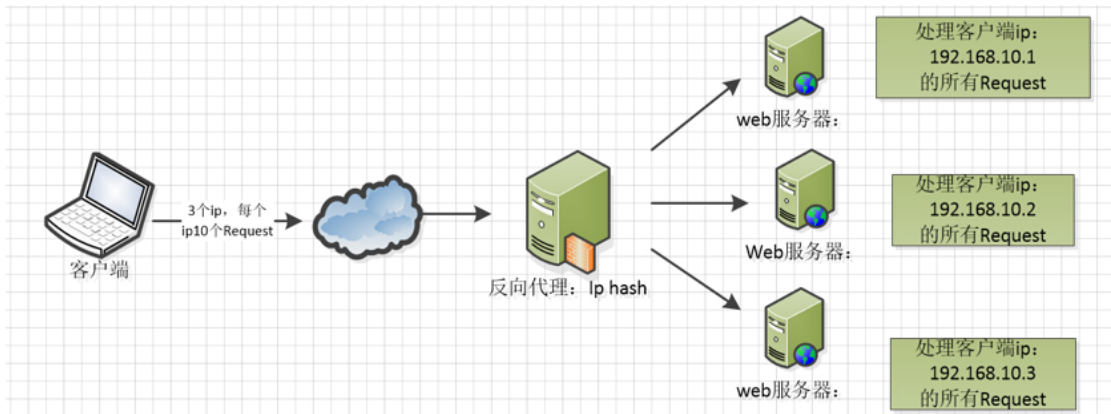 处理客户端ip:
192.168.10.1
的所有Request
web服务器:
3个ip,每个
ip10个Request
客户端
反向代理:Ip hash
处理客户端ip:
192.168.10.2
的所有Request
Web服务器:
处理客户端ip:
192.168.10.3
的所有Request
web服务器: